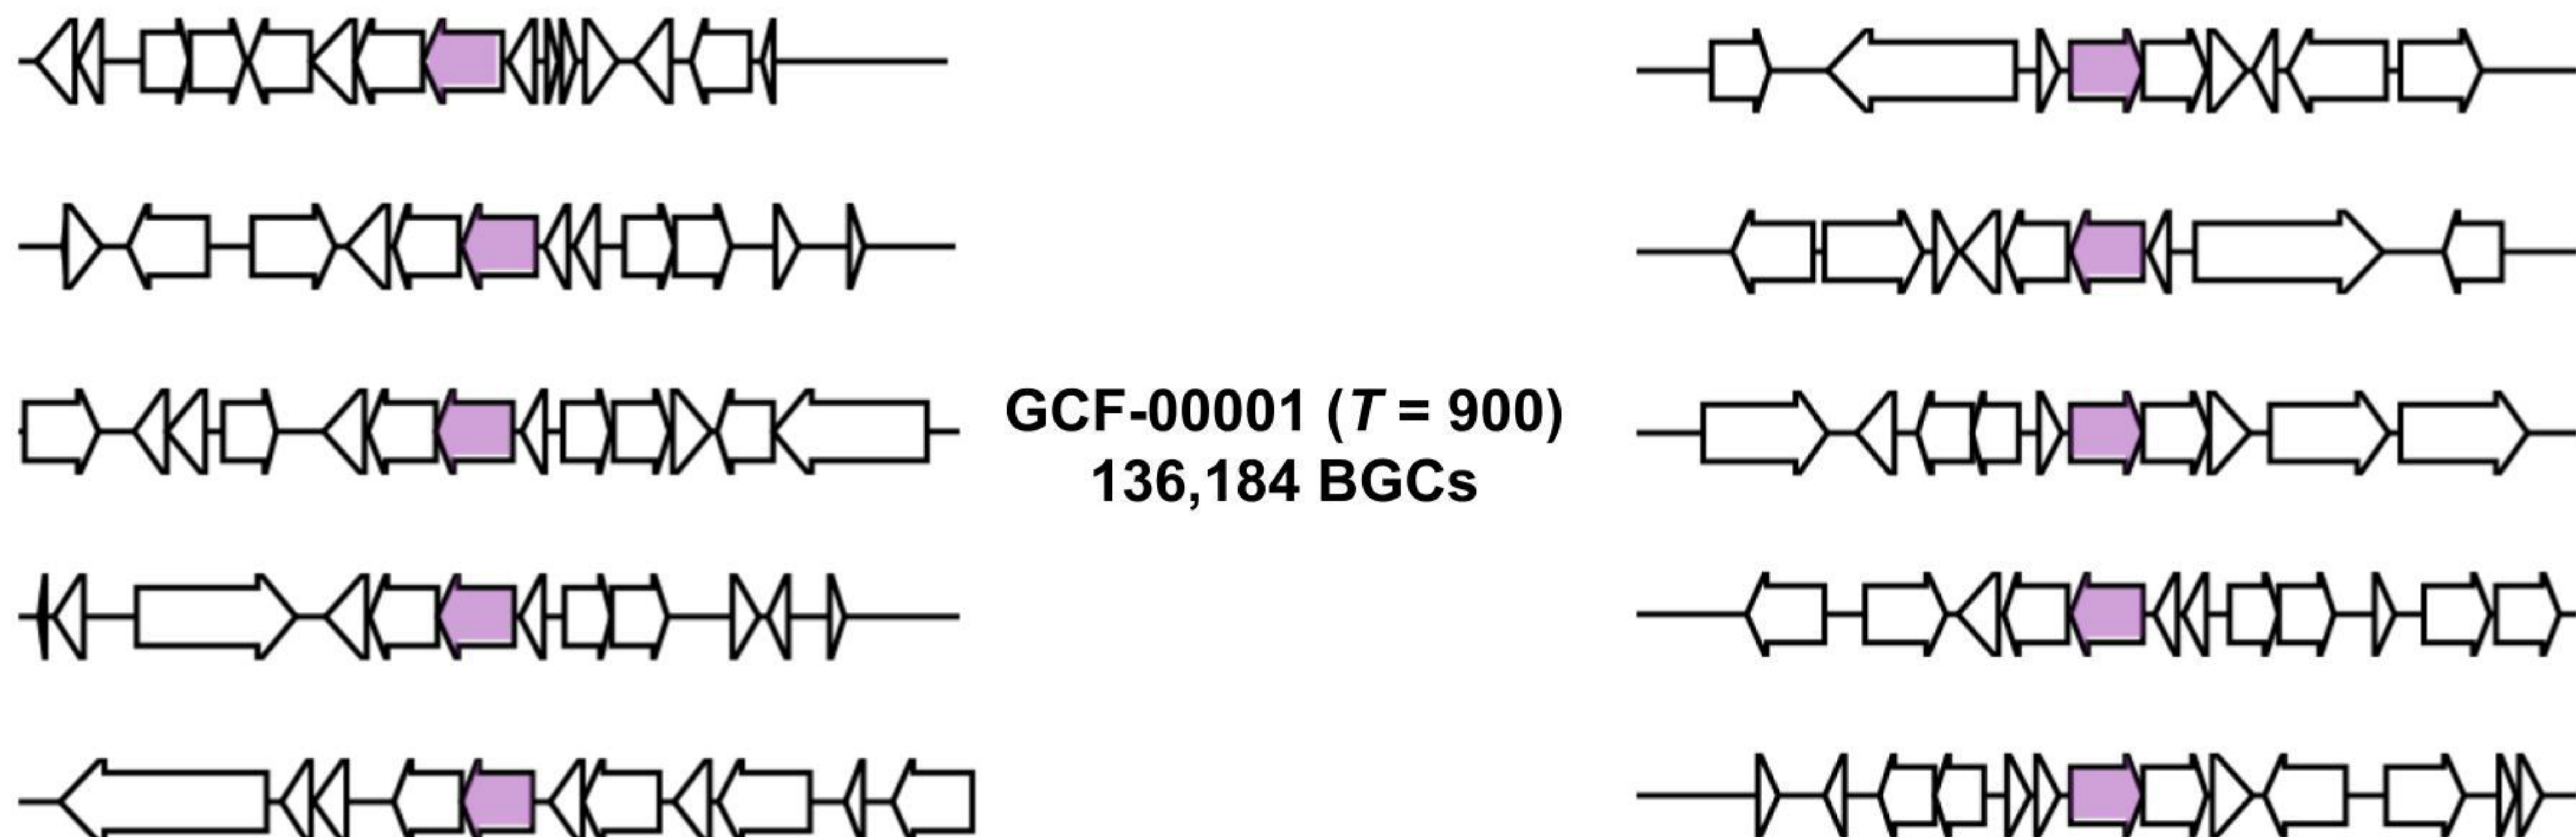 GCF-00001 (T = 900)
136,184 BGCs